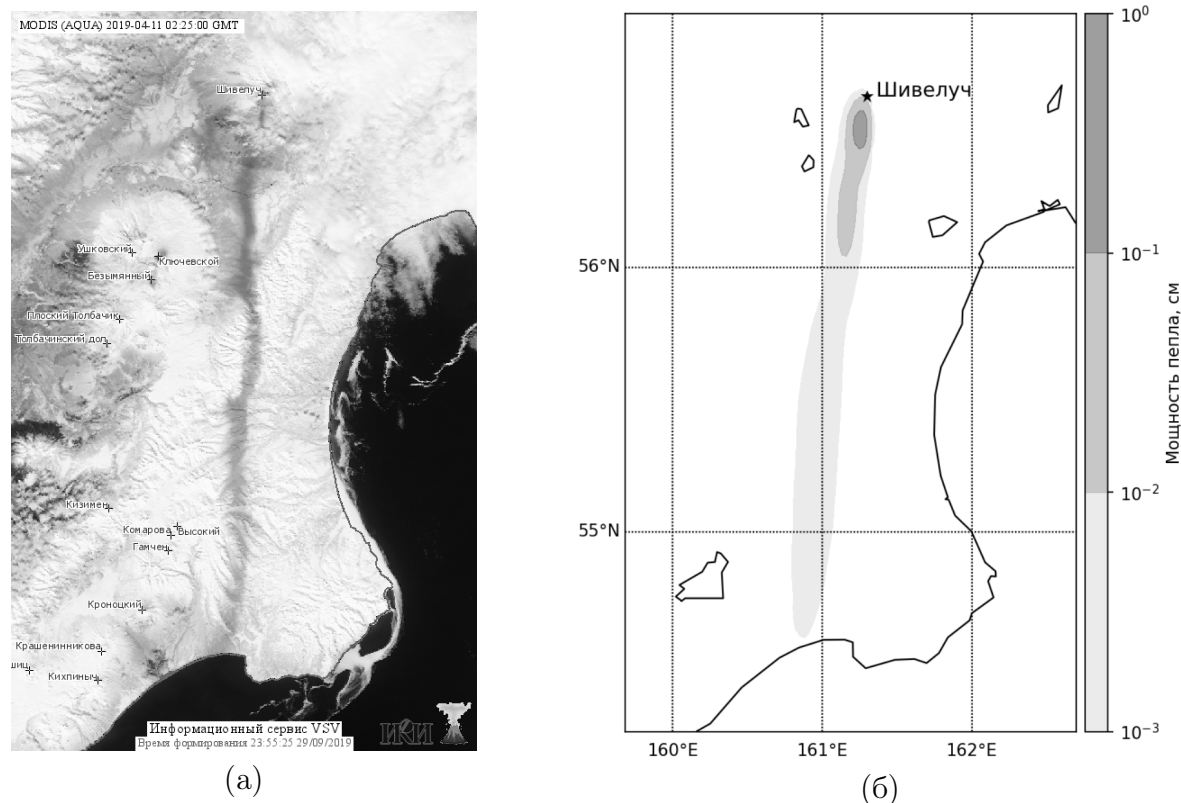 MODIS (AQUA) 2019-04-11 02:25:00 GMT
Шивелуч
Ушковский
Ключевской
Безымянный
Плоский Толбачик
Толбачинский дол
Кизимен
Комарова
Высокий
Гамчен
Кроноцкий
Крашенинникова
шиц
Кихпиныч
Информационный сервис VSV
Время формирования 23:55:25 29/09/2019
ИКИ
(а)
Шивелуч
56°N
55°N
160°E 161°E 162°E
10⁰
10⁻¹
10⁻²
10⁻³
Мощность пепла, см
(б)